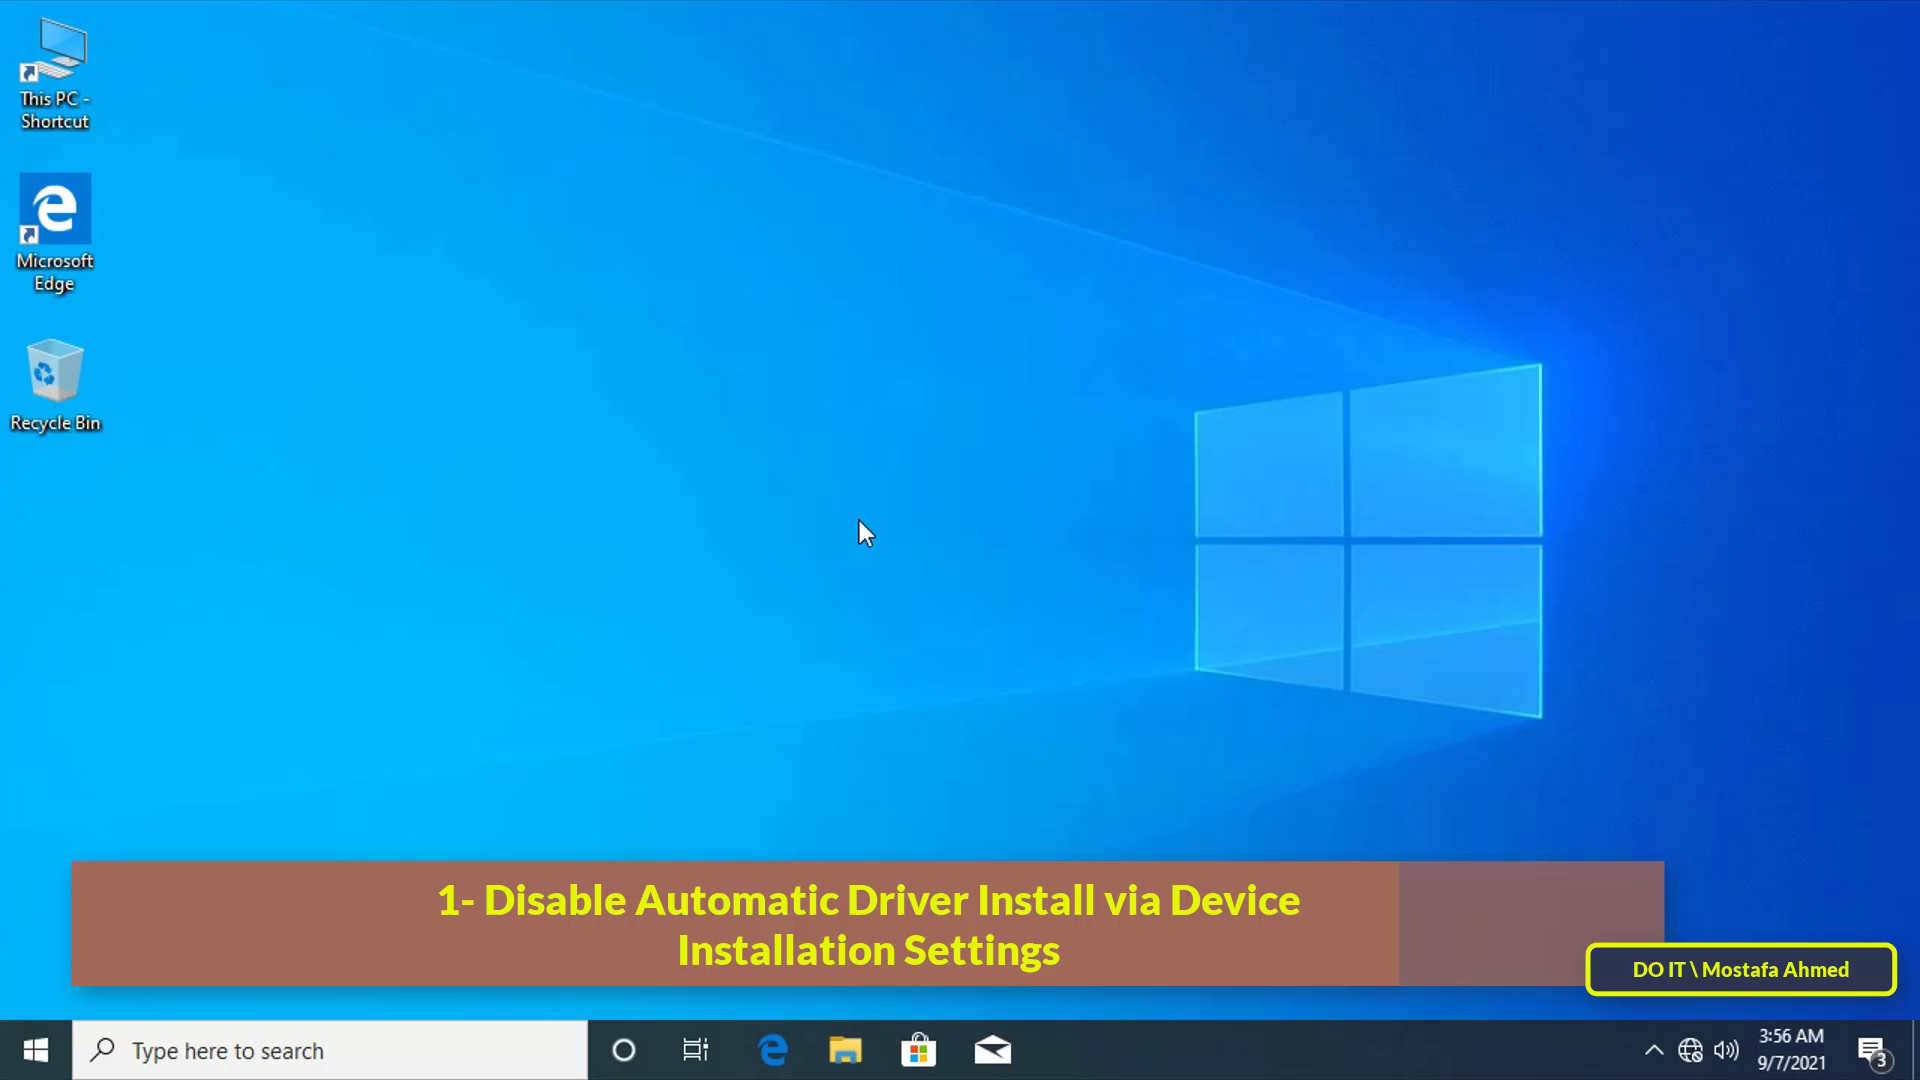 This PC -
Shortcut
Microsoft
Edge
Recycle Bin
1- Disable Automatic Driver Install via Device
Installation Settings
DO IT \ Mostafa Ahmed
Type here to search
3:56 AM
9/7/2021
3